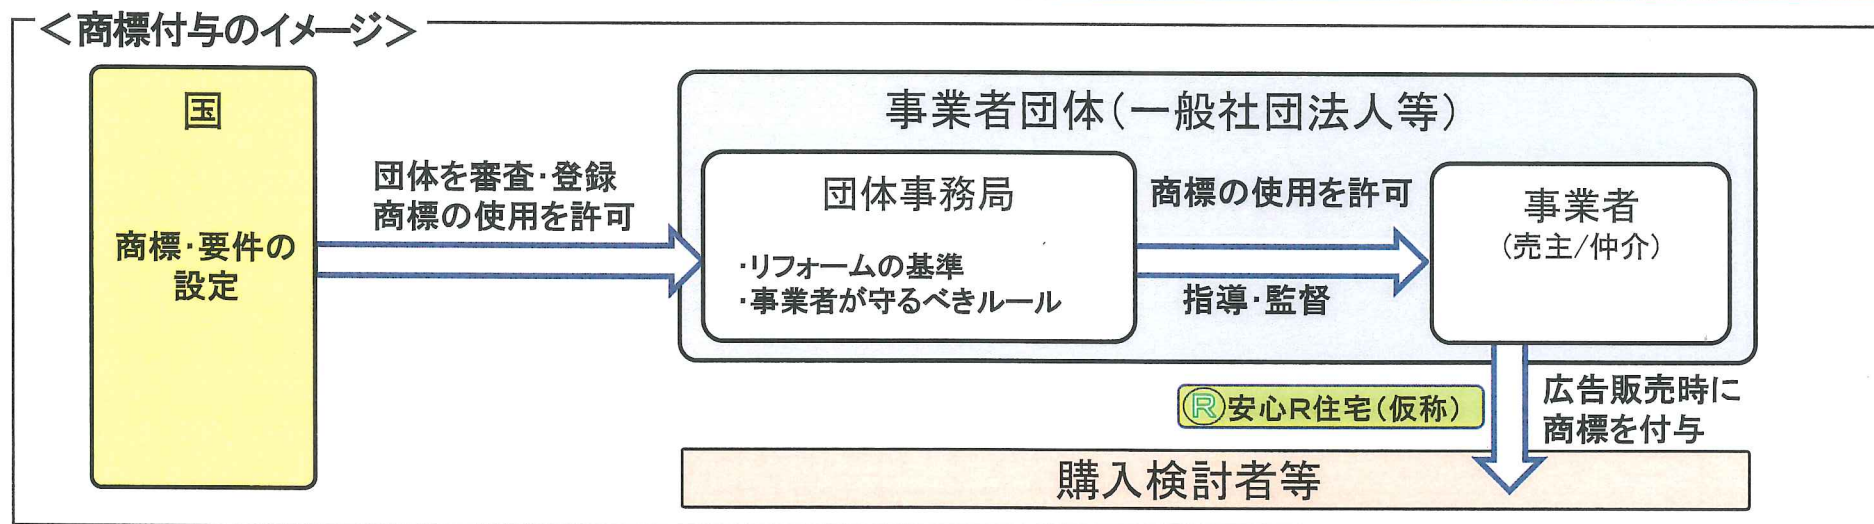 ＜商標付与のイメージ＞
国
商標・要件の
設定
団体を審査・登録
商標の使用を許可
事業者団体(一般社団法人等)
団体事務局
・リフォームの基準
・事業者が守るべきルール
商標の使用を許可
指導・監督
事業者
(売主/仲介)
Ⓡ安心R住宅(仮称)
広告販売時に
商標を付与
購入検討者等